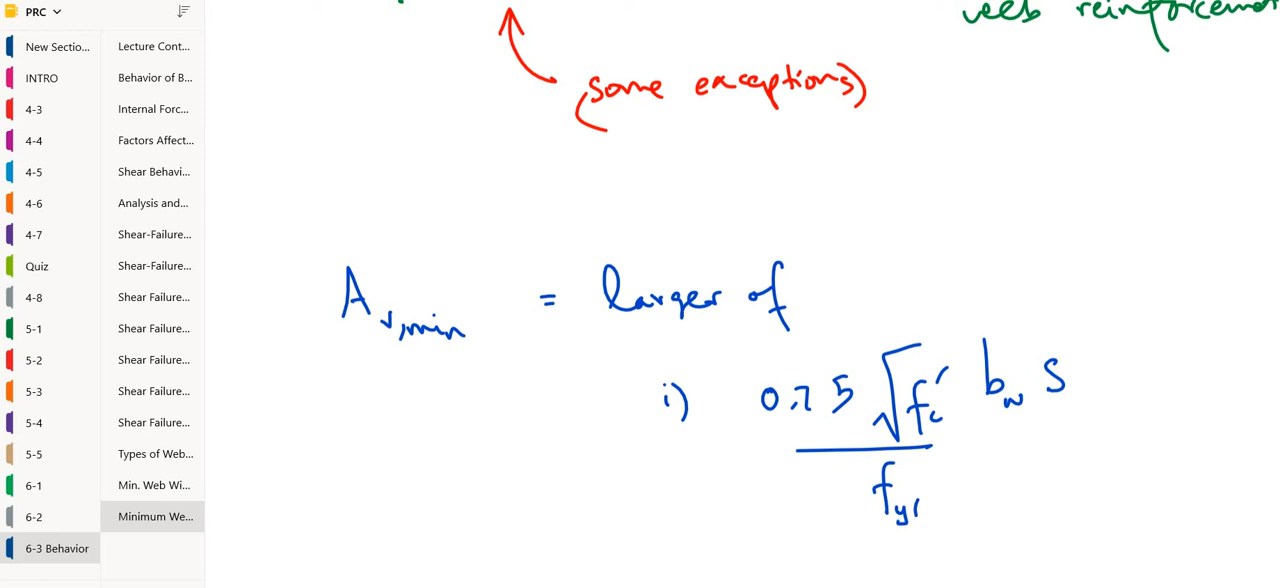 PRC
New Sectio...
INTRO
4-3
4-4
4-5
4-6
4-7
Quiz
4-8
5-1
5-2
5-3
5-4
5-5
6-1
6-2
6-3 Behavior
Lecture Cont...
Behavior of B...
Internal Forc...
Factors Affect...
Shear Behavi...
Analysis and...
Shear-Failure...
Shear-Failure...
Shear Failure...
Shear Failure...
Shear Failure...
Shear Failure...
Shear Failure...
Types of Web...
Min. Web Wi...
Minimum We...
web reinforcement
(some exceptions)
A v,min = larger of
i) 0.75 √f'c bw s
fyt